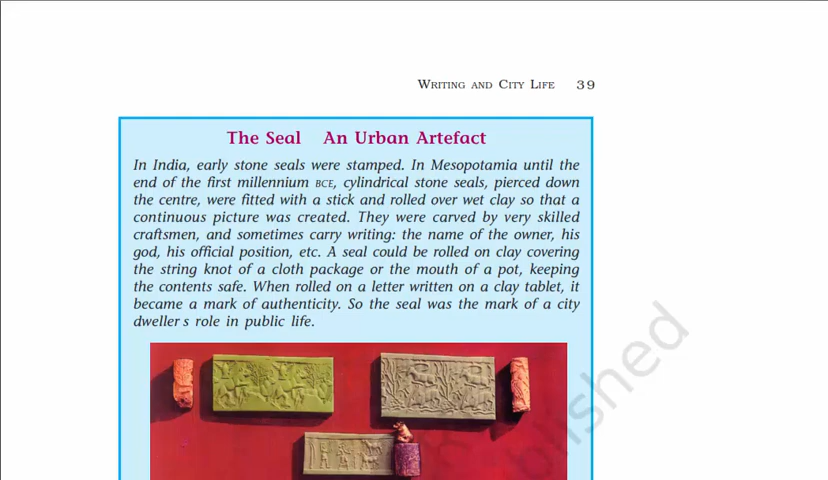 WRITING AND CITY LIFE 39
The Seal An Urban Artefact
In India, early stone seals were stamped. In Mesopotamia until the
end of the first millennium BCE, cylindrical stone seals, pierced down
the centre, were fitted with a stick and rolled over wet clay so that a
continuous picture was created. They were carved by very skilled
craftsmen, and sometimes carry writing: the name of the owner, his
god, his official position, etc. A seal could be rolled on clay covering
the string knot of a cloth package or the mouth of a pot, keeping
the contents safe. When rolled on a letter written on a clay tablet, it
became a mark of authenticity. So the seal was the mark of a city
dweller s role in public life.